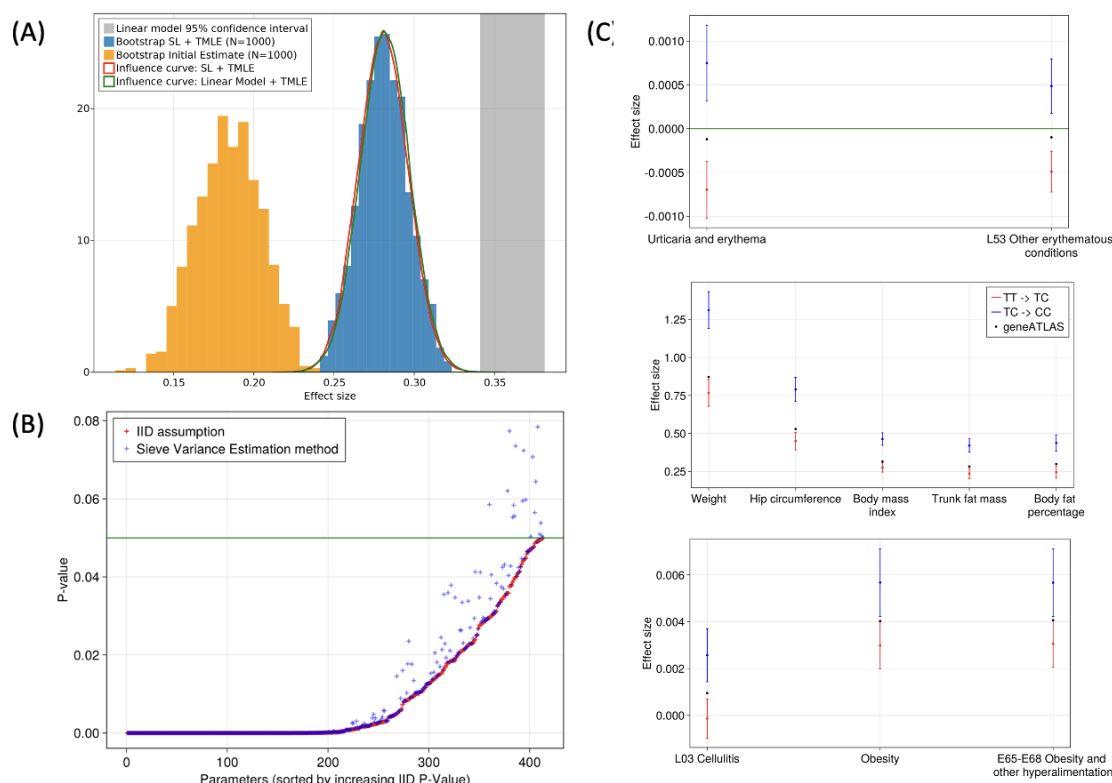 (A)
Linear model 95% confidence interval
Bootstrap SL + TMLE (N=1000)
Bootstrap Initial Estimate (N=1000)
Influence curve: SL + TMLE
Influence curve: Linear Model + TMLE
20
10
0
0.15
0.20
0.25
0.30
0.35
Effect size
(B)
0.08
0.06
0.04
0.02
0.00
P-value
IID assumption
Sieve Variance Estimation method
0
100
200
300
400
Parameters (sorted by increasing IID P-Value)
(C)
0.0010
0.0005
0.0000
-0.0005
-0.0010
Effect size
Urticaria and erythema
L53 Other erythematous
conditions
1.25
1.00
0.75
0.50
0.25
Effect size
TT -> TC
TC -> CC
geneATLAS
Weight
Hip circumference
Body mass
index
Trunk fat mass
Body fat
percentage
0.006
0.004
0.002
0.000
Effect size
L03 Cellulitis
Obesity
E65-E68 Obesity and
other hyperalimentation